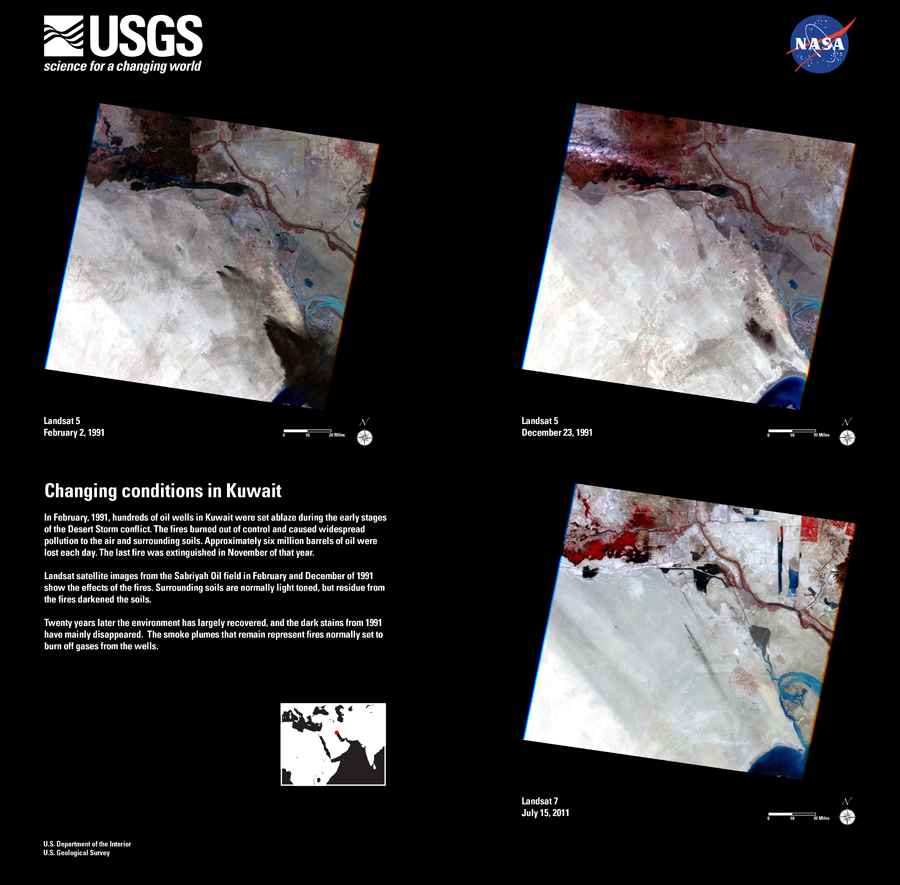 USGS
science for a changing world
NASA
Landsat 5
February 2, 1991
N
0 10 20 Miles
Landsat 5
December 23, 1991
N
0 10 20 Miles
Changing conditions in Kuwait
In February, 1991, hundreds of oil wells in Kuwait were set ablaze during the early stages
of the Desert Storm conflict. The fires burned out of control and caused widespread
pollution to the air and surrounding soils. Approximately six million barrels of oil were
lost each day. The last fire was extinguished in November of that year.
Landsat satellite images from the Sabriyah Oil field in February and December of 1991
show the effects of the fires. Surrounding soils are normally light toned, but residue from
the fires darkened the soils.
Twenty years later the environment has largely recovered, and the dark stains from 1991
have mainly disappeared. The smoke plumes that remain represent fires normally set to
burn off gases from the wells.
Landsat 7
July 15, 2011
N
0 10 20 Miles
U.S. Department of the Interior
U.S. Geological Survey